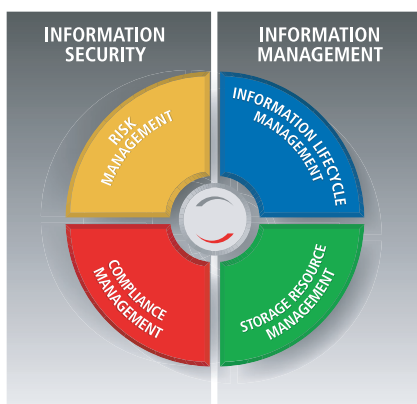 INFORMATION
SECURITY
INFORMATION
MANAGEMENT
RISK
MANAGEMENT
INFORMATION LIFECYCLE
MANAGEMENT
COMPLIANCE
MANAGEMENT
STORAGE RESOURCE
MANAGEMENT